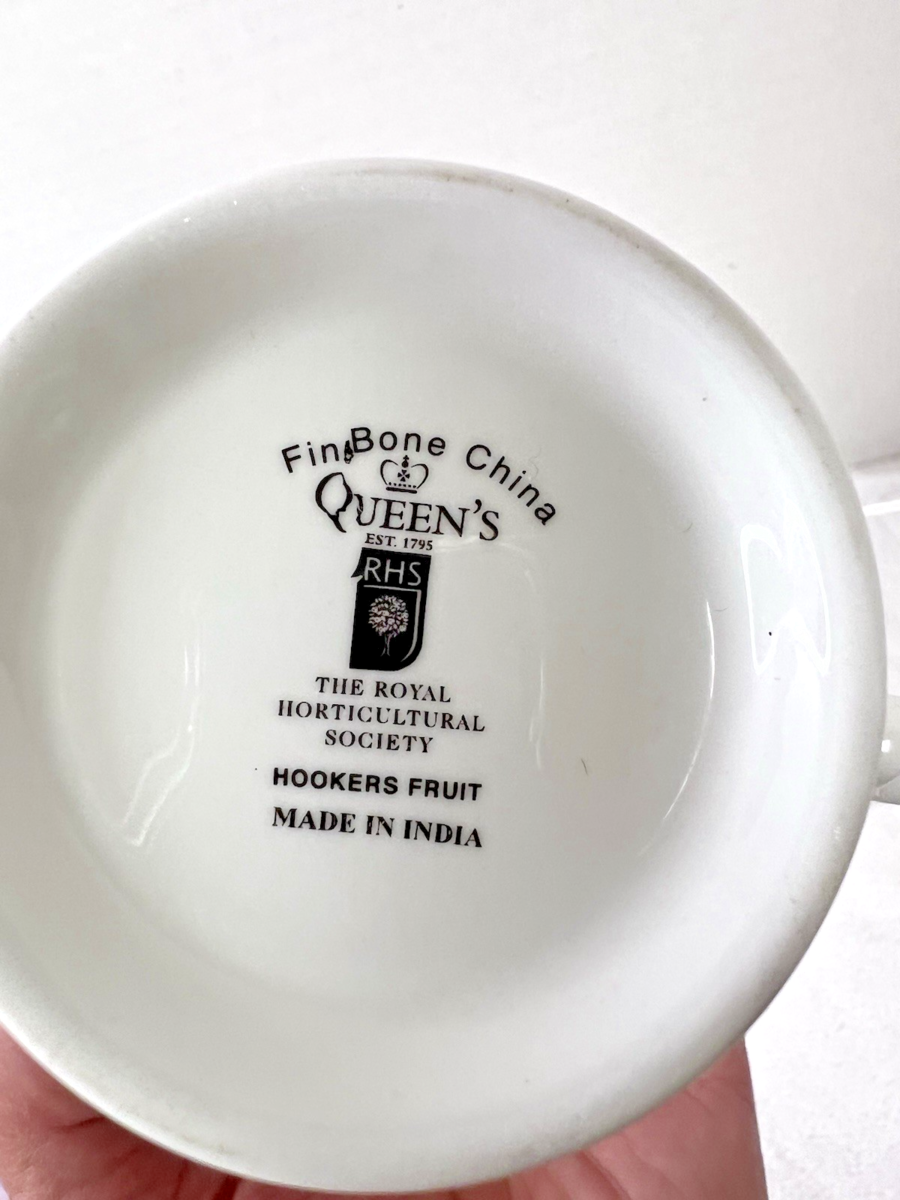 Fine Bone China
QUEEN'S
EST. 1795
RHS
THE ROYAL
HORTICULTURAL
SOCIETY
HOOKERS FRUIT
MADE IN INDIA